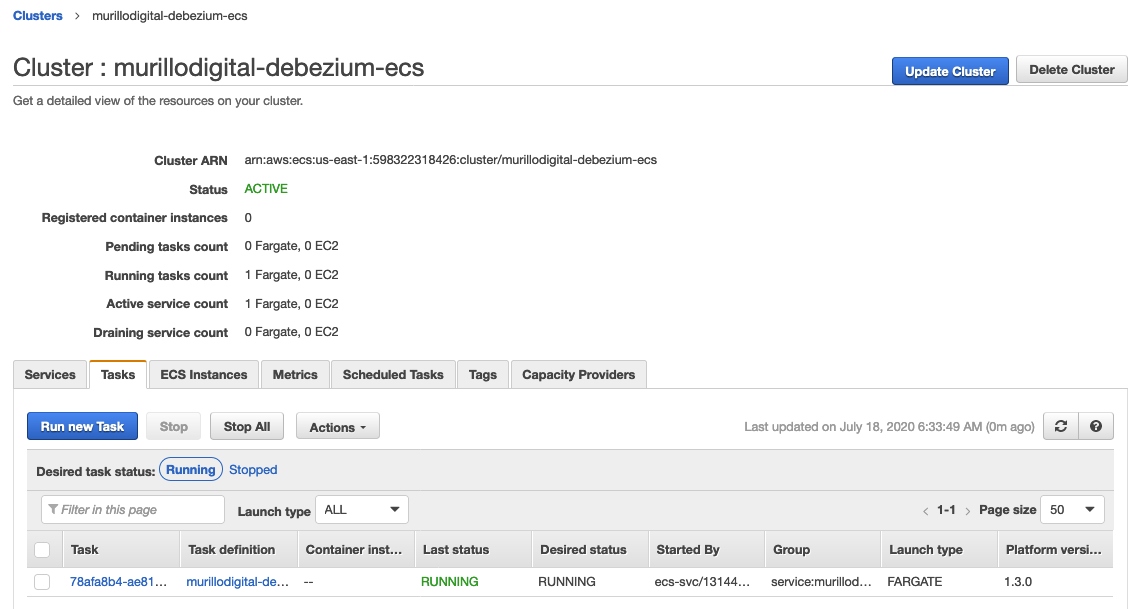 Clusters > murillodigital-debezium-ecs
Cluster : murillodigital-debezium-ecs
Update Cluster Delete Cluster
Get a detailed view of the resources on your cluster.
Cluster ARN arn:aws:ecs:us-east-1:598322318426:cluster/murillodigital-debezium-ecs
Status ACTIVE
Registered container instances 0
Pending tasks count 0 Fargate, 0 EC2
Running tasks count 1 Fargate, 0 EC2
Active service count 1 Fargate, 0 EC2
Draining service count 0 Fargate, 0 EC2
Services Tasks ECS Instances Metrics Scheduled Tasks Tags Capacity Providers
Run new Task Stop Stop All Actions Last updated on July 18, 2020 6:33:49 AM (0m ago)
Desired task status: Running Stopped
Filter in this page Launch type ALL < 1-1 > Page size 50
Task Task definition Container inst... Last status Desired status Started By Group Launch type Platform versi...
78afa8b4-ae81... murillodigital-de... -- RUNNING RUNNING ecs-svc/13144... service:murillod... FARGATE 1.3.0